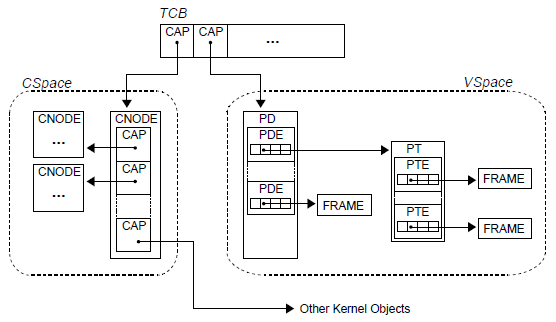 TCB
CAP CAP ...
CSpace
VSpace
CNODE
...
CNODE
...
CNODE
CAP
CAP
CAP
PD
PDE
PDE
FRAME
PT
PTE
PTE
FRAME
FRAME
Other Kernel Objects